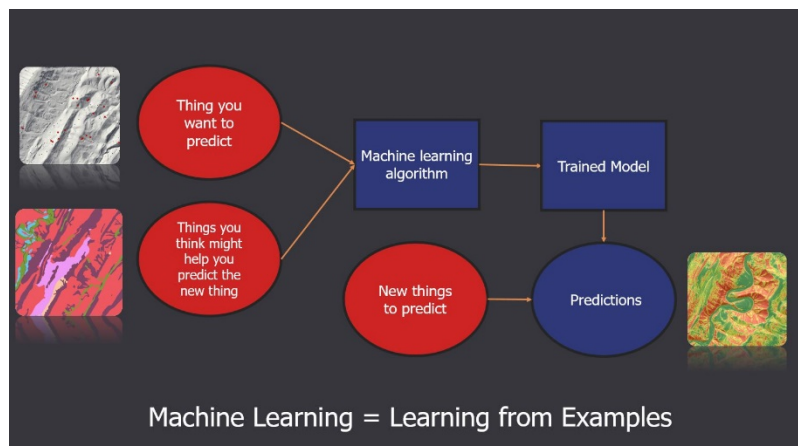 Thing you
want to
predict
Machine learning
algorithm
Trained Model
Things you
think might
help you
predict the
new thing
New things
to predict
Predictions
Machine Learning = Learning from Examples